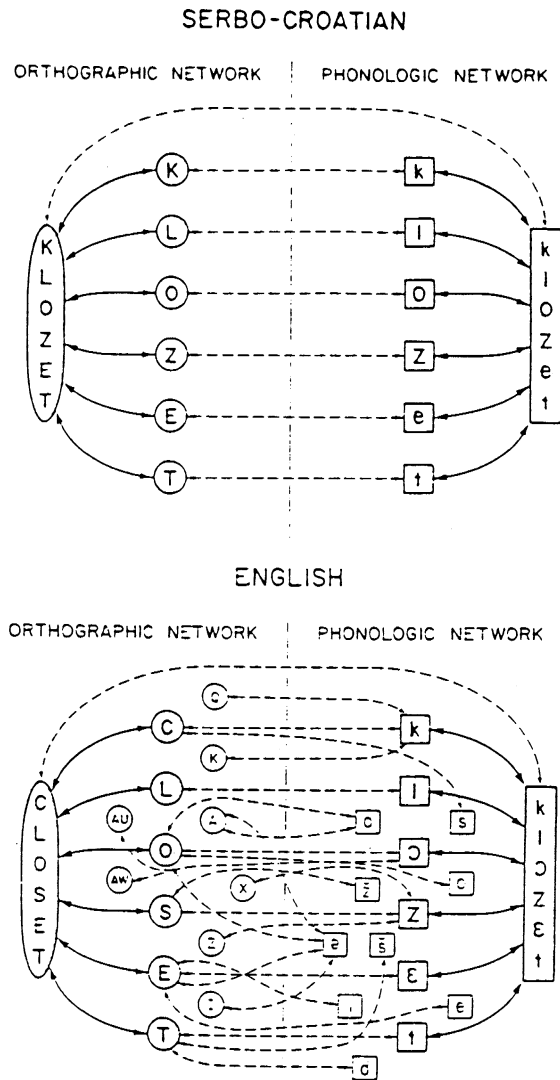 SERBO-CROATIAN
ORTHOGRAPHIC NETWORK PHONOLOGIC NETWORK
K k
L l
O O
Z Z
E e
T t
KLOZET
klozet
ENGLISH
ORTHOGRAPHIC NETWORK PHONOLOGIC NETWORK
C k
K
L l
AU A s
O ɔ
AW X
S Z
E ɛ
T t
CLOSET
klɔzɛt